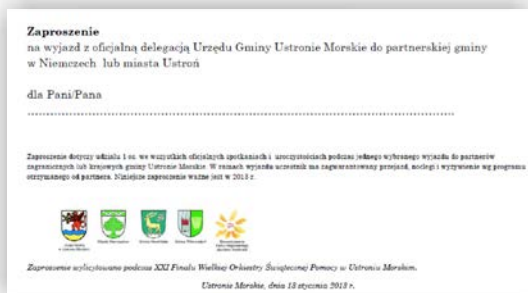 Zaproszenie
na wyjazd z oficjalną delegacją Urzędu Gminy Ustronie Morskie do partnerskiej gminy
w Niemczech lub miasta Ustroń
dla Pani/Pana
Zaproszenie dotyczy udziału 1 os. we wszystkich oficjalnych spotkaniach i uroczystościach podczas jednego wybranego wyjazdu do partnerów
zagranicznych lub krajowych gminy Ustronie Morskie. W ramach wyjazdu uczestnik ma zagwarantowany przejazd, noclegi i wyżywienie wg programu
otrzymanego od partnera. Niniejsze zaproszenie ważne jest w 2013 r.
Zaproszenie wylicytowano podczas XXI Finału Wielkiej Orkiestry Świątecznej Pomocy w Ustroniu Morskim.
Ustronie Morskie, dnia 13 stycznia 2013 r.